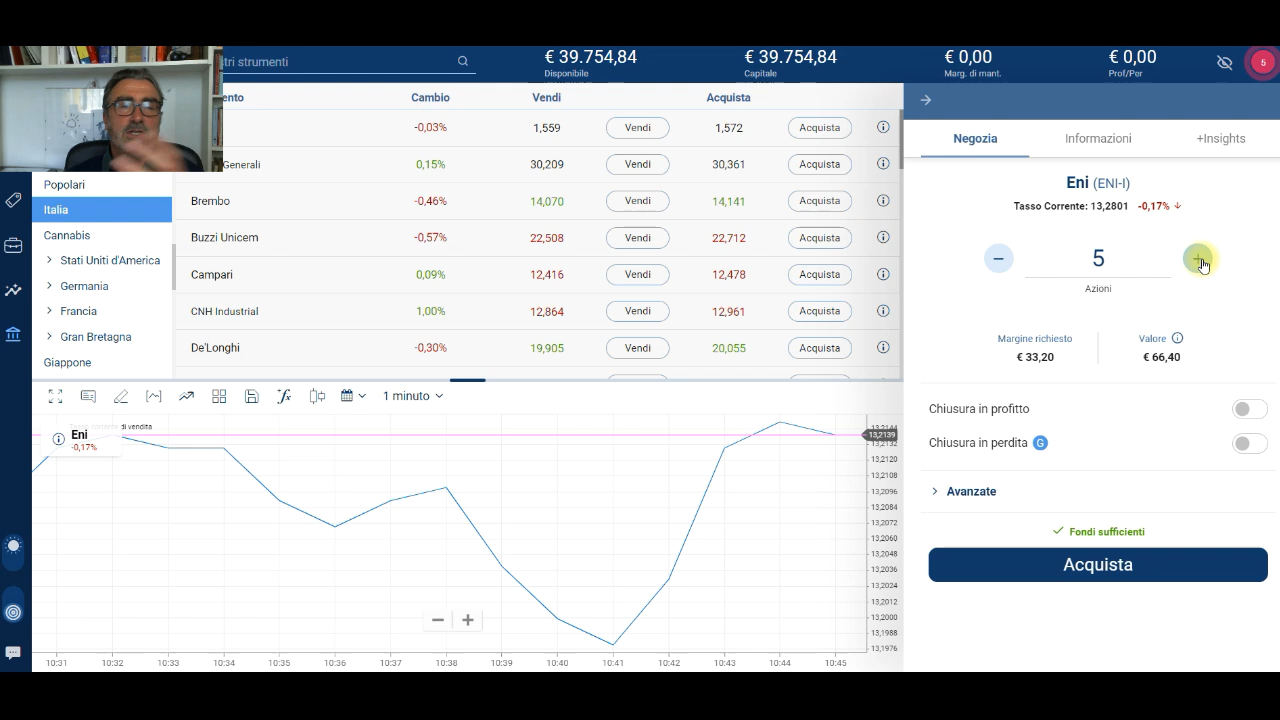 tri strumenti
€ 39.754,84
Disponibile
€ 39.754,84
Capitale
€ 0,00
Marg. di mant.
€ 0,00
Prof/Per
5
ento
Cambio
Vendi
Acquista
-0,03%
1,559
Vendi
1,572
Acquista
Generali
0,15%
30,209
Vendi
30,361
Acquista
Popolari
Italia
Cannabis
Stati Uniti d'America
Germania
Francia
Gran Bretagna
Giappone
Brembo
-0,46%
14,070
Vendi
14,141
Acquista
Buzzi Unicem
-0,57%
22,508
Vendi
22,712
Acquista
Campari
0,09%
12,416
Vendi
12,478
Acquista
CNH Industrial
1,00%
12,864
Vendi
12,961
Acquista
De'Longhi
-0,30%
19,905
Vendi
20,055
Acquista
1 minuto
Eni
-0,17%
di vendita
13,2144
13,2139
13,2132
13,2120
13,2108
13,2096
13,2084
13,2072
13,2060
13,2048
13,2036
13,2024
13,2012
13,2000
13,1988
13,1976
10:31
10:32
10:33
10:34
10:35
10:36
10:37
10:38
10:39
10:40
10:41
10:42
10:43
10:44
10:45
Negozia
Informazioni
+Insights
Eni (ENI-I)
Tasso Corrente: 13,2801 -0,17%
5
Azioni
Margine richiesto
€ 33,20
Valore
€ 66,40
Chiusura in profitto
Chiusura in perdita G
Avanzate
Fondi sufficienti
Acquista